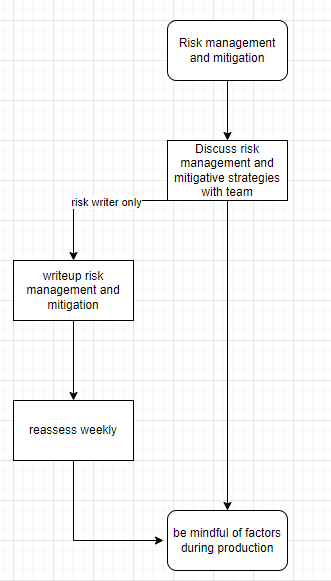 Risk management
and mitigation
Discuss risk
management and
mitigative strategies
with team
risk writer only
writeup risk
management and
mitigation
reassess weekly
be mindful of factors
during production